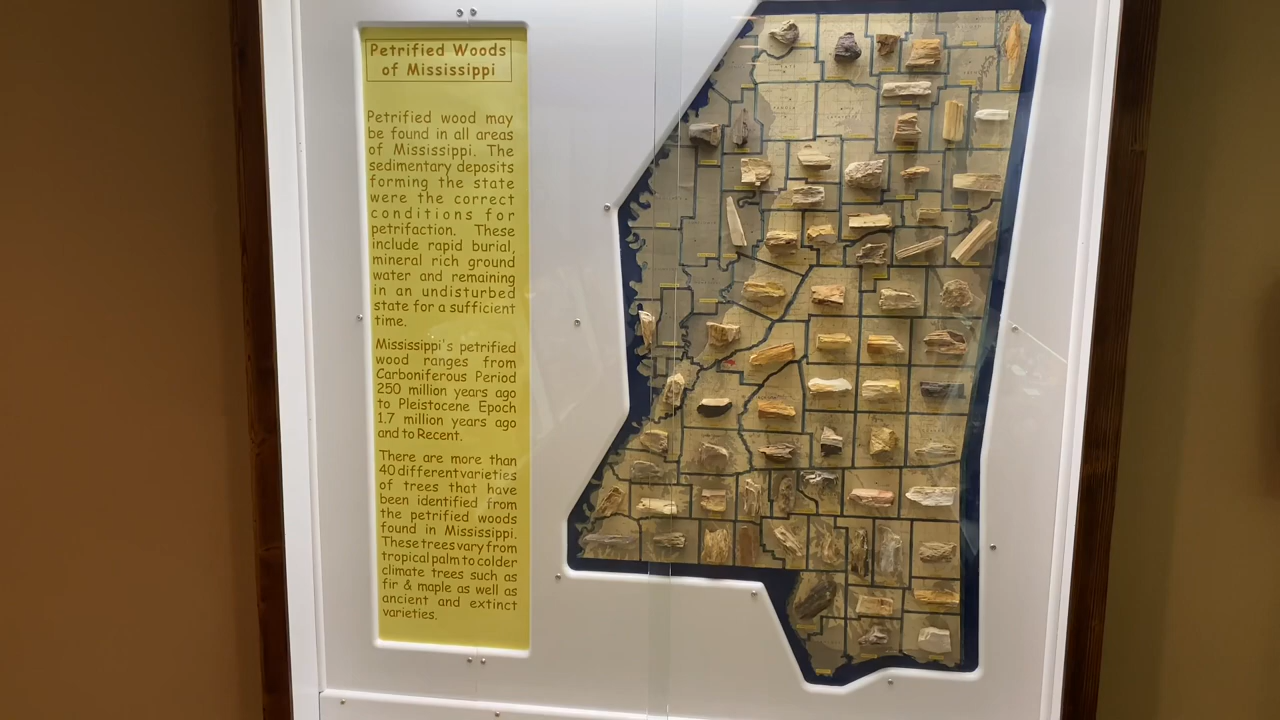 Petrified Woods
of Mississippi
Petrified wood may
be found in all areas
of Mississippi. The
sedimentary deposits
forming the state
were the correct
conditions for
petrifaction. These
include rapid burial,
mineral rich ground
water and remaining
in an undisturbed
state for a sufficient
time.
Mississippi's petrified
wood ranges from
Carboniferous Period
250 million years ago
to Pleistocene Epoch
1.7 million years ago
and to Recent.
There are more than
40 different varieties
of trees that have
been identified from
the petrified woods
found in Mississippi.
These trees vary from
tropical palm to colder
climate trees such as
fir & maple as well as
ancient and extinct
varieties.